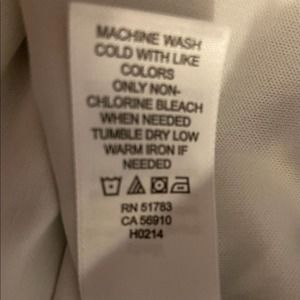 MACHINE WASH
COLD WITH LIKE
COLORS
ONLY NON-
CHLORINE BLEACH
WHEN NEEDED
TUMBLE DRY LOW
WARM IRON IF
NEEDED
RN 51783
CA 56910
H0214